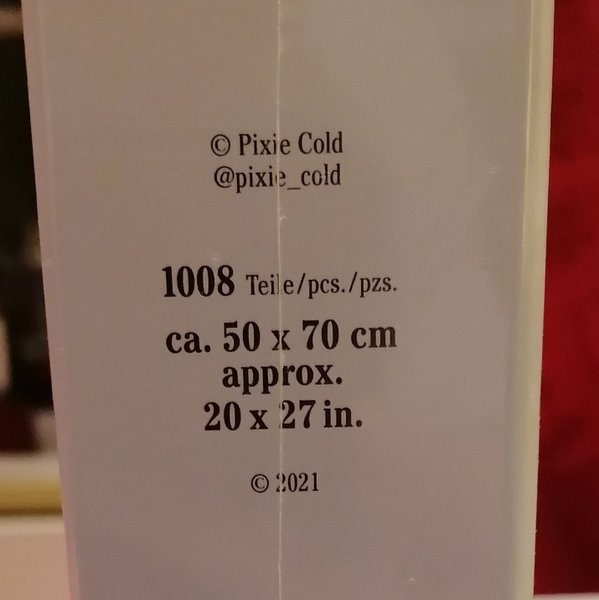 © Pixie Cold
@pixie_cold
1008 Teile/pcs./pzs.
ca. 50 x 70 cm
approx.
20 x 27 in.
© 2021